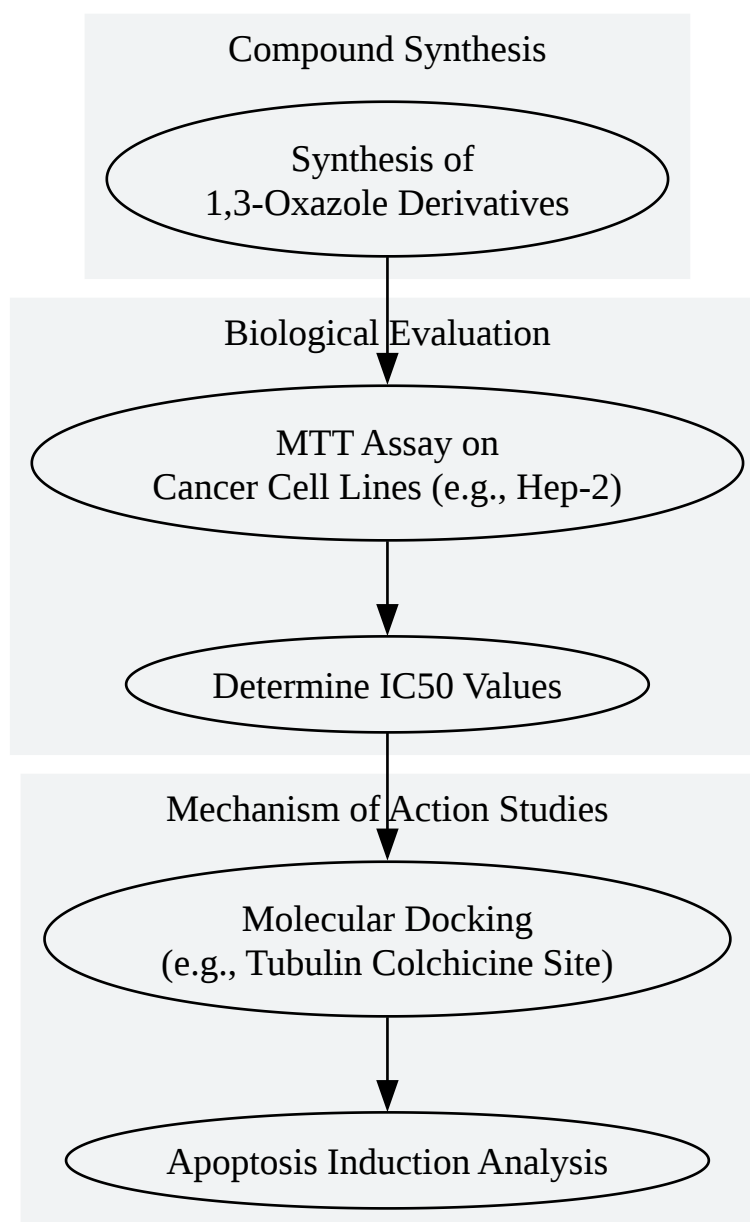 Compound Synthesis
Synthesis of
1,3-Oxazole Derivatives
Biological Evaluation
MTT Assay on
Cancer Cell Lines (e.g., Hep-2)
Determine IC50 Values
Mechanism of Action Studies
Molecular Docking
(e.g., Tubulin Colchicine Site)
Apoptosis Induction Analysis